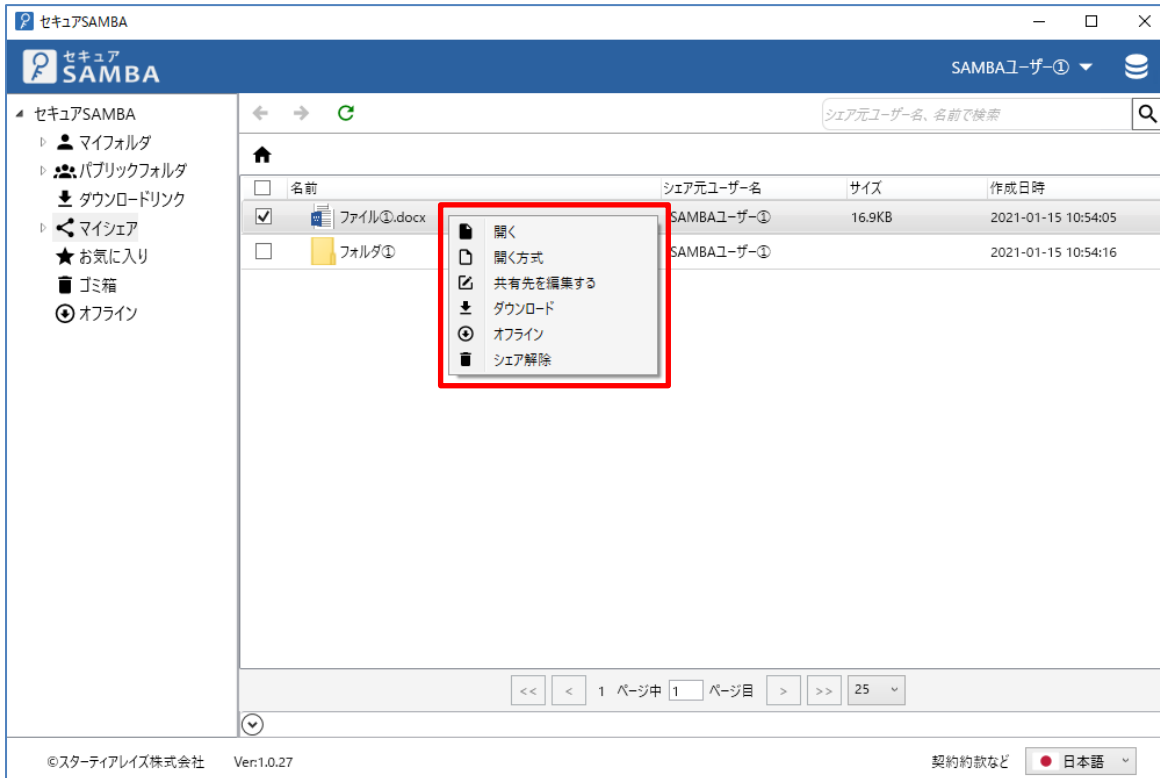 セキュアSAMBA
セキュア
SAMBA
SAMBAユーザー①
セキュアSAMBA
マイフォルダ
パブリックフォルダ
ダウンロードリンク
マイシェア
お気に入り
ゴミ箱
オフライン
シェア元ユーザー名、名前で検索
名前 シェア元ユーザー名 サイズ 作成日時
ファイル①.docx SAMBAユーザー① 16.9KB 2021-01-15 10:54:05
フォルダ① SAMBAユーザー① 2021-01-15 10:54:16
開く
開く方式
共有先を編集する
ダウンロード
オフライン
シェア解除
<< < 1 ページ中 1 ページ目 > >> 25
©スターティアレイズ株式会社 Ver:1.0.27 契約約款など 日本語